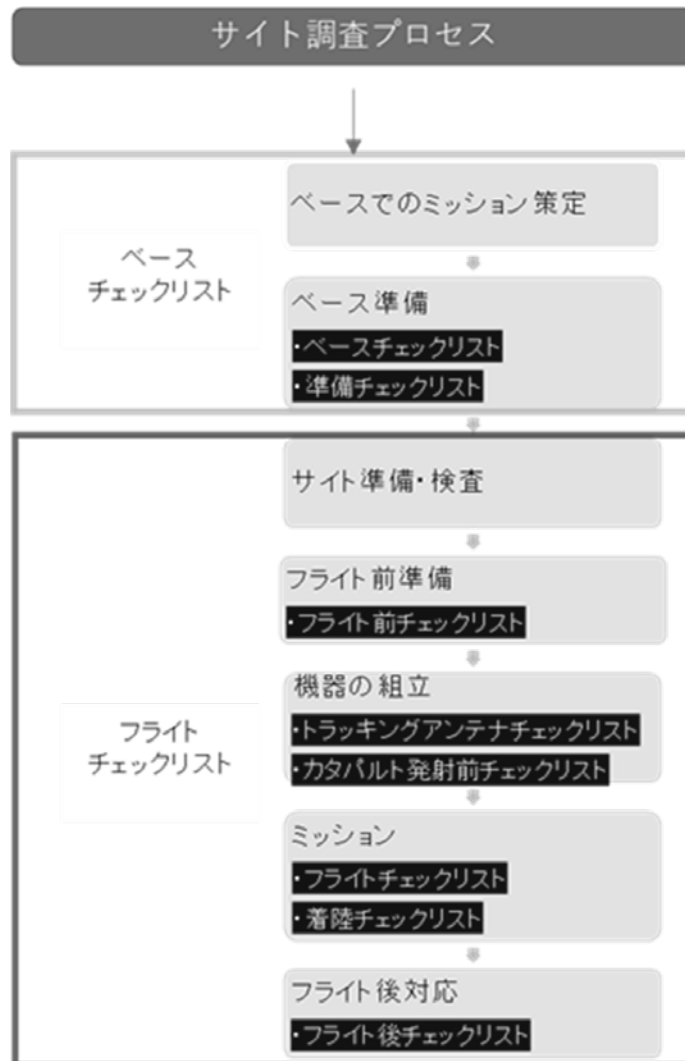 サイト調査プロセス
ベースでのミッション策定
ベース
チェックリスト
ベース準備
・ベースチェックリスト
・準備チェックリスト
サイト準備・検査
フライト前準備
・フライト前チェックリスト
機器の組立
・トラッキングアンテナチェックリスト
・カタパルト発射前チェックリスト
フライト
チェックリスト
ミッション
・フライトチェックリスト
・着陸チェックリスト
フライト後対応
・フライト後チェックリスト